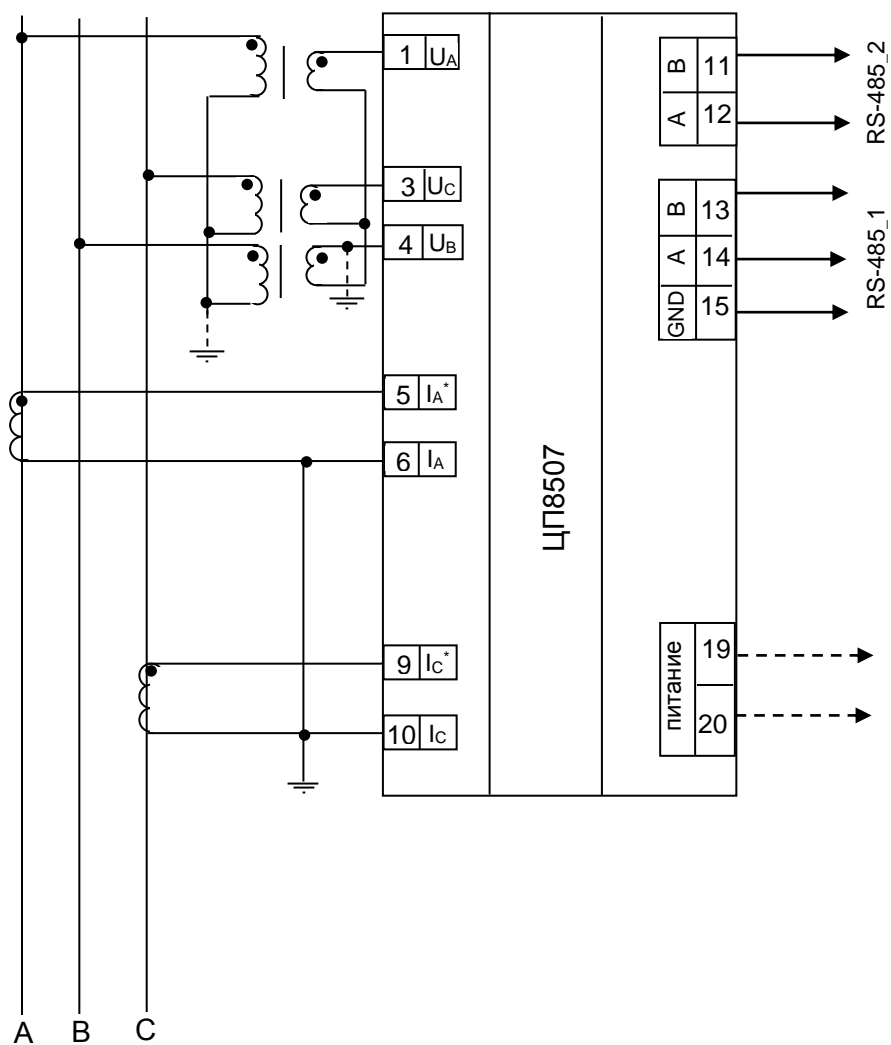 1 UA
3 UC
4 UB
5 IA*
6 IA
9 IC*
10 IC
ЦП8507
B 11
A 12
RS-485_2
B 13
A 14
GND 15
RS-485_1
питание 19
20
A B C